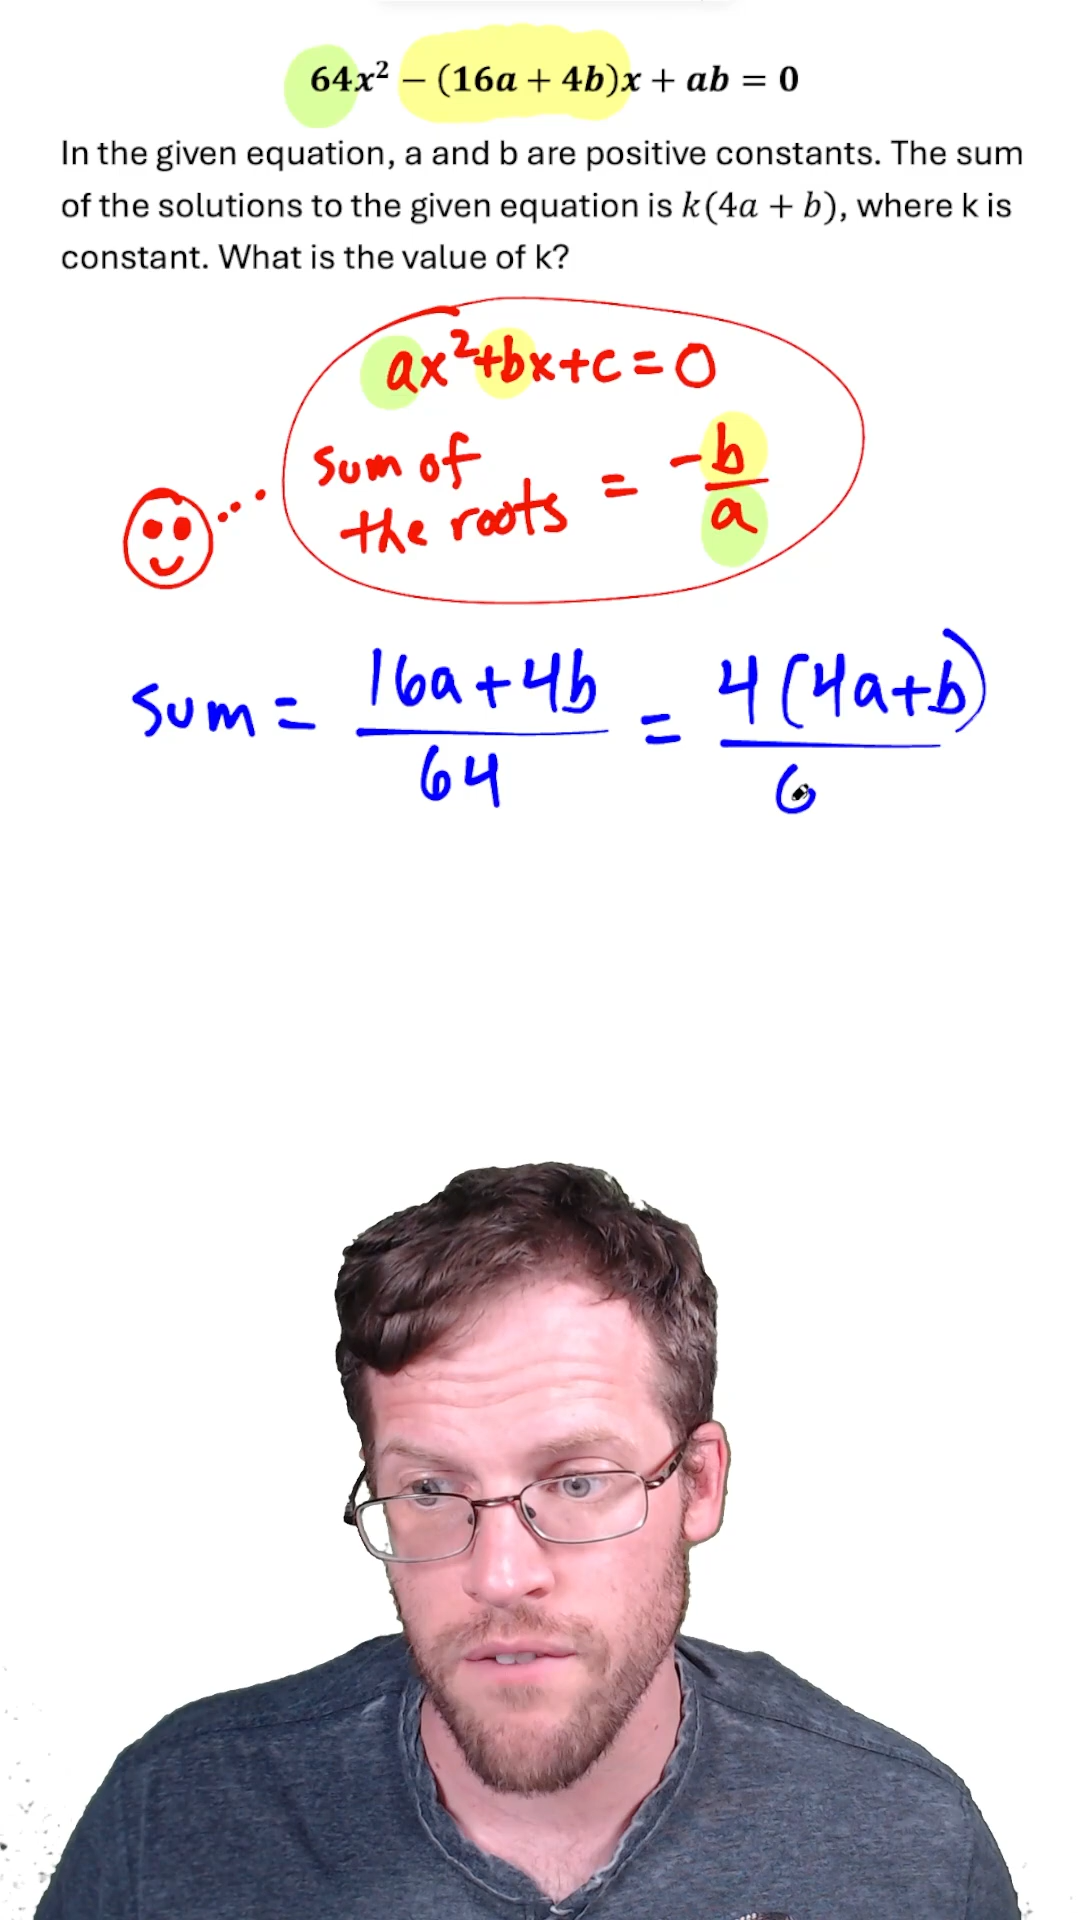 64x² − (16a + 4b)x + ab = 0
In the given equation, a and b are positive constants. The sum
of the solutions to the given equation is k(4a + b), where k is
constant. What is the value of k?
ax²+bx+c=0
sum of the roots = -b/a
sum = (16a+4b)/64 = 4(4a+b)/6